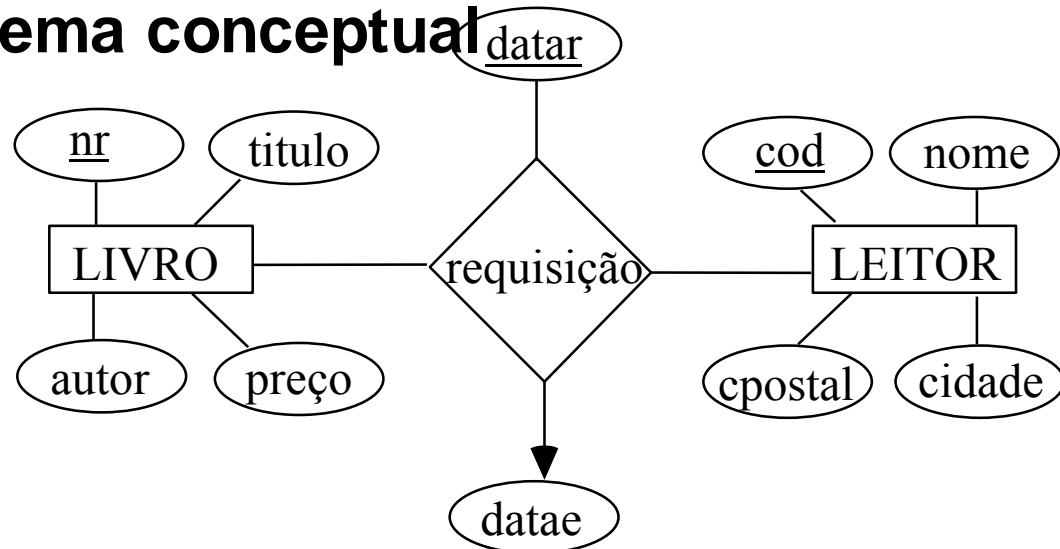 ema conceptual
datar
nr
titulo
cod
nome
LIVRO
requisição
LEITOR
autor
preço
cpostal
cidade
datae